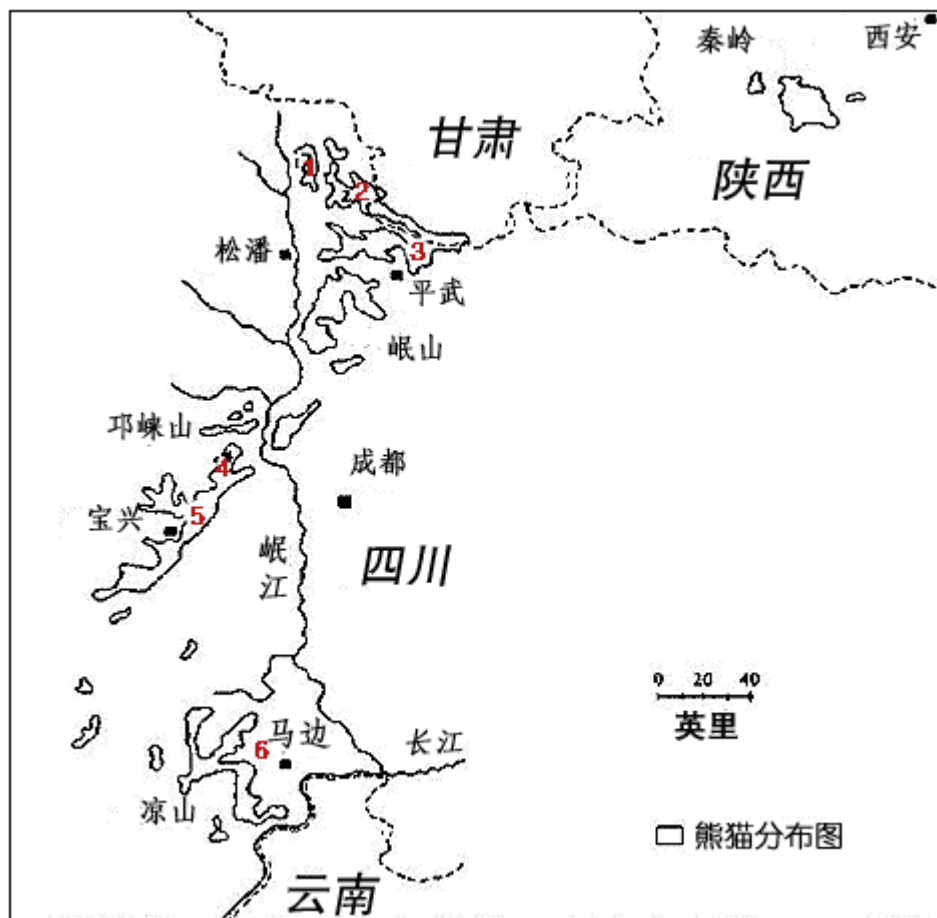 秦岭
西安
甘肃
陕西
1
2
3
松潘
平武
岷山
邛崃山
4
成都
5
宝兴
岷江
四川
0 20 40
英里
6
马边
长江
凉山
熊猫分布图
云南